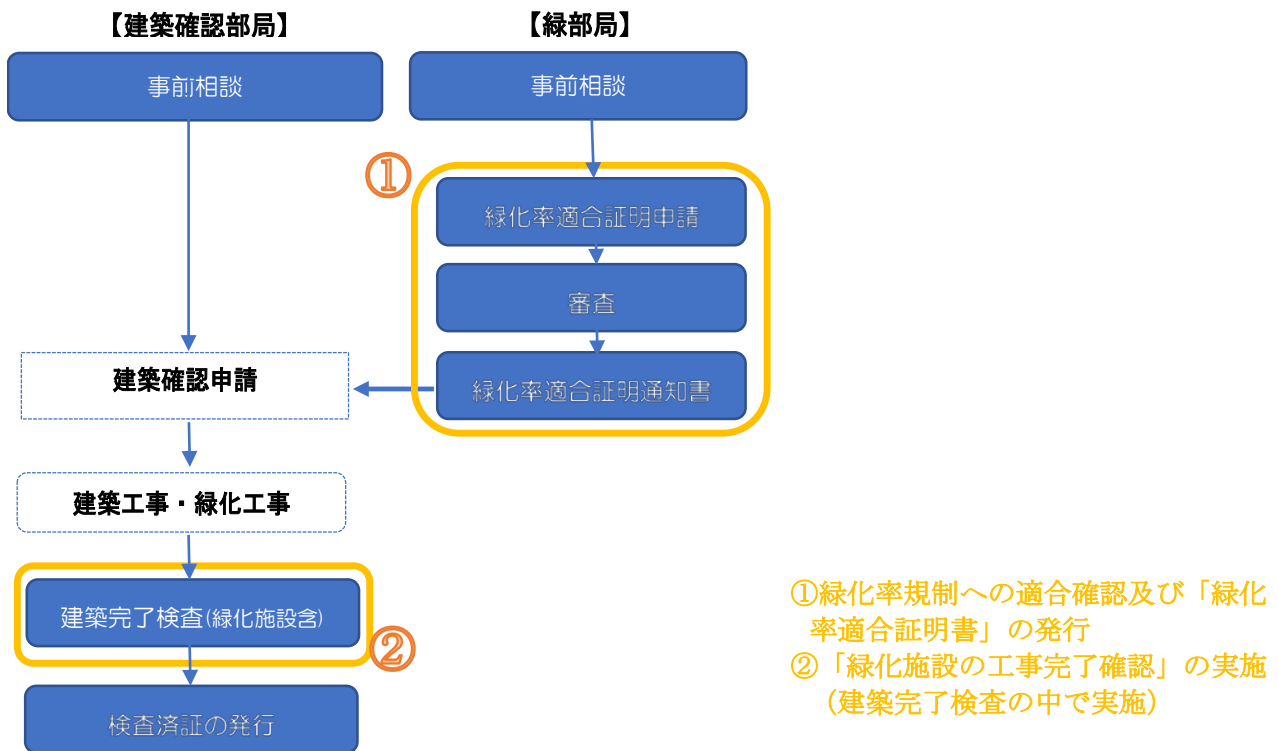 【建築確認部局】
【緑部局】
事前相談
事前相談
①
緑化率適合証明申請
審査
緑化率適合証明通知書
建築確認申請
建築工事・緑化工事
建築完了検査(緑化施設含)
②
検査済証の発行
①緑化率規制への適合確認及び「緑化
率適合証明書」の発行
②「緑化施設の工事完了確認」の実施
(建築完了検査の中で実施)